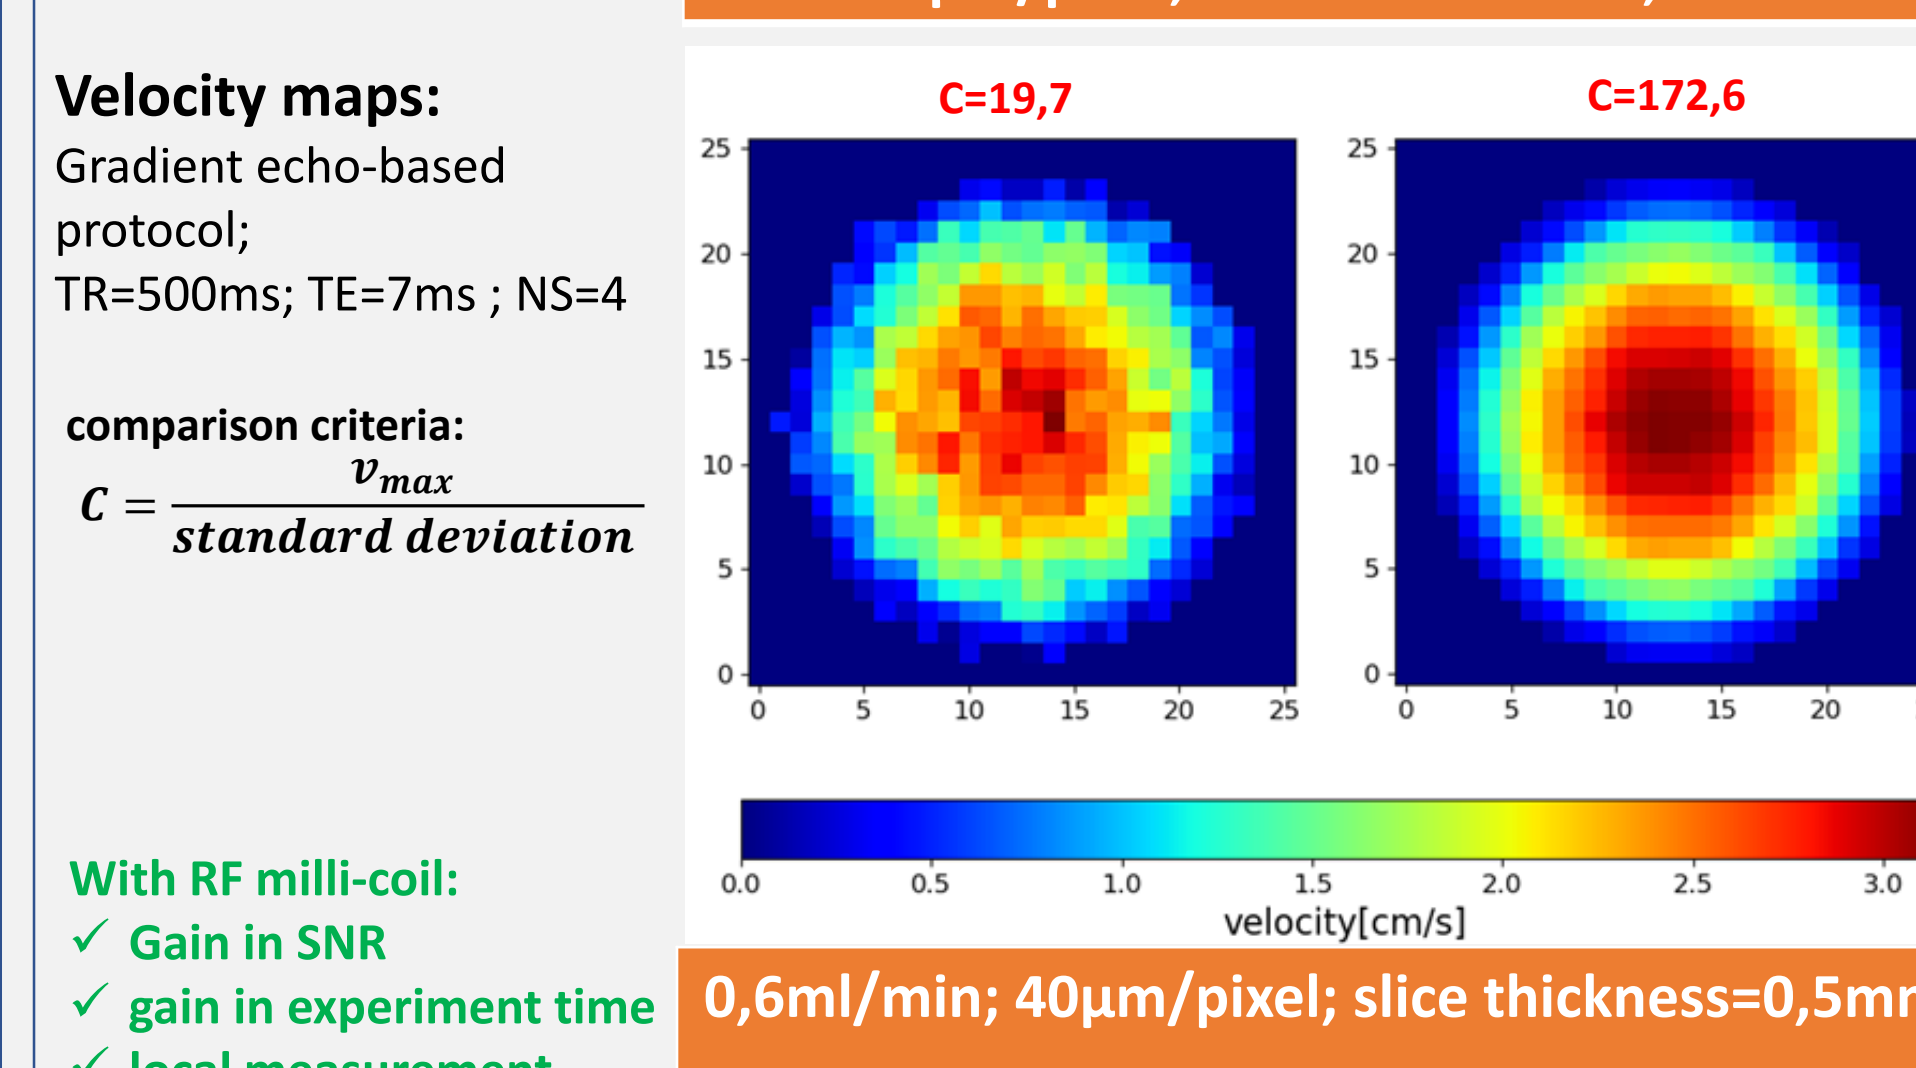 Velocity maps:
Gradient echo-based
protocol;
TR=500ms; TE=7ms ; NS=4
comparison criteria:
C = v_max / standard deviation
With RF milli-coil:
✓ Gain in SNR
✓ gain in experiment time
✓ local measurement
C=19,7
25
20
15
10
5
0
0 5 10 15 20 25
C=172,6
25
20
15
10
5
0
0 5 10 15 20
0.0 0.5 1.0 1.5 2.0 2.5 3.0
velocity[cm/s]
0,6ml/min; 40µm/pixel; slice thickness=0,5mm